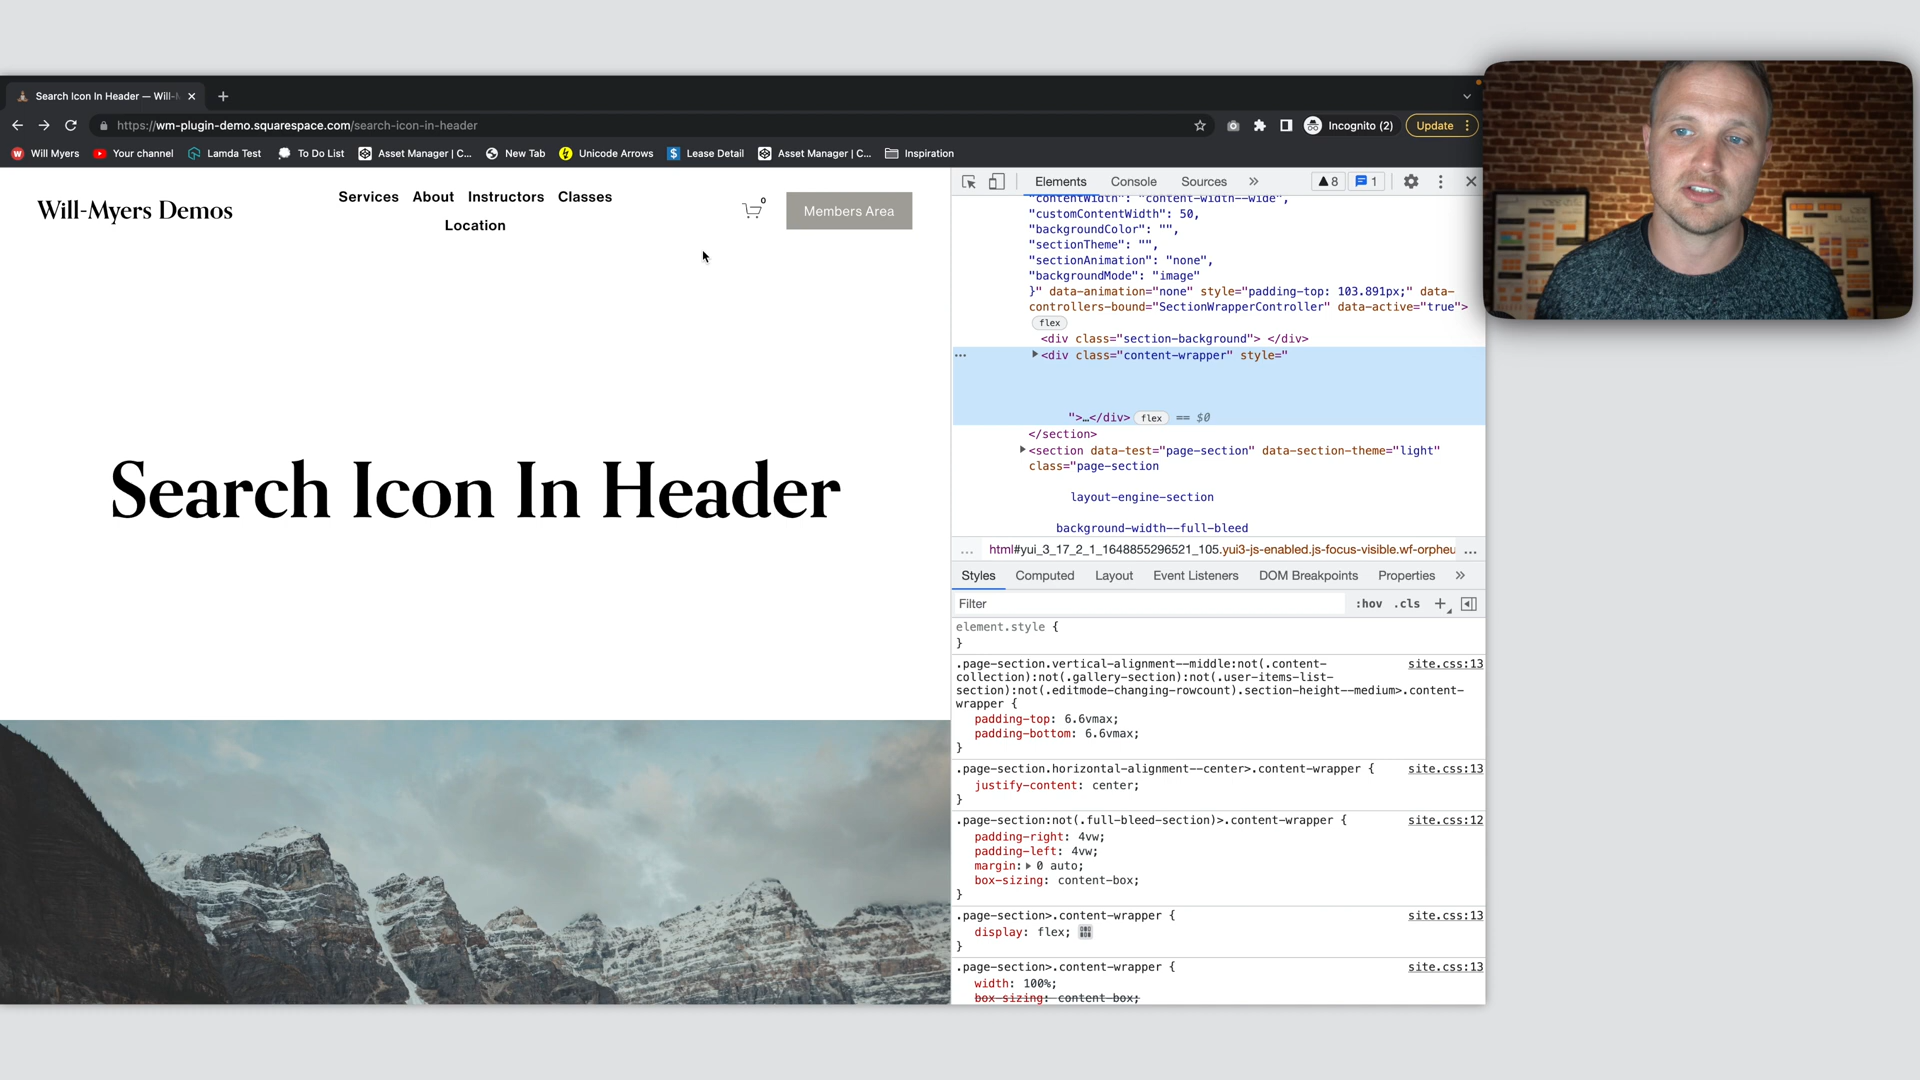 Search Icon In Header — Will-M
https://wm-plugin-demo.squarespace.com/search-icon-in-header
Incognito (2)
Update
Will Myers
Your channel
Lamda Test
To Do List
Asset Manager | C...
New Tab
Unicode Arrows
Lease Detail
Asset Manager | C...
Inspiration
Will-Myers Demos
Services About Instructors Classes
Location
0
Members Area
Search Icon In Header
Elements Console Sources
8
1
"contentWidth": "content-width--wide",
"customContentWidth": 50,
"backgroundColor": "",
"sectionTheme": "",
"sectionAnimation": "none",
"backgroundMode": "image"
}" data-animation="none" style="padding-top: 103.891px;" data-
controllers-bound="SectionWrapperController" data-active="true">
flex
<div class="section-background"> </div>
<div class="content-wrapper" style="
">…</div> flex == $0
</section>
<section data-test="page-section" data-section-theme="light"
class="page-section
layout-engine-section
background-width--full-bleed
... html#yui_3_17_2_1_1648855296521_105.yui3-js-enabled.js-focus-visible.wf-orpheu ...
Styles Computed Layout Event Listeners DOM Breakpoints Properties
Filter :hov .cls
element.style {
}
.page-section.vertical-alignment--middle:not(.content- site.css:13
collection):not(.gallery-section):not(.user-items-list-
section):not(.editmode-changing-rowcount).section-height--medium>.content-
wrapper {
padding-top: 6.6vmax;
padding-bottom: 6.6vmax;
}
.page-section.horizontal-alignment--center>.content-wrapper { site.css:13
justify-content: center;
}
.page-section:not(.full-bleed-section)>.content-wrapper { site.css:12
padding-right: 4vw;
padding-left: 4vw;
margin: 0 auto;
box-sizing: content-box;
}
.page-section>.content-wrapper { site.css:13
display: flex;
}
.page-section>.content-wrapper { site.css:13
width: 100%;
box-sizing: content-box;